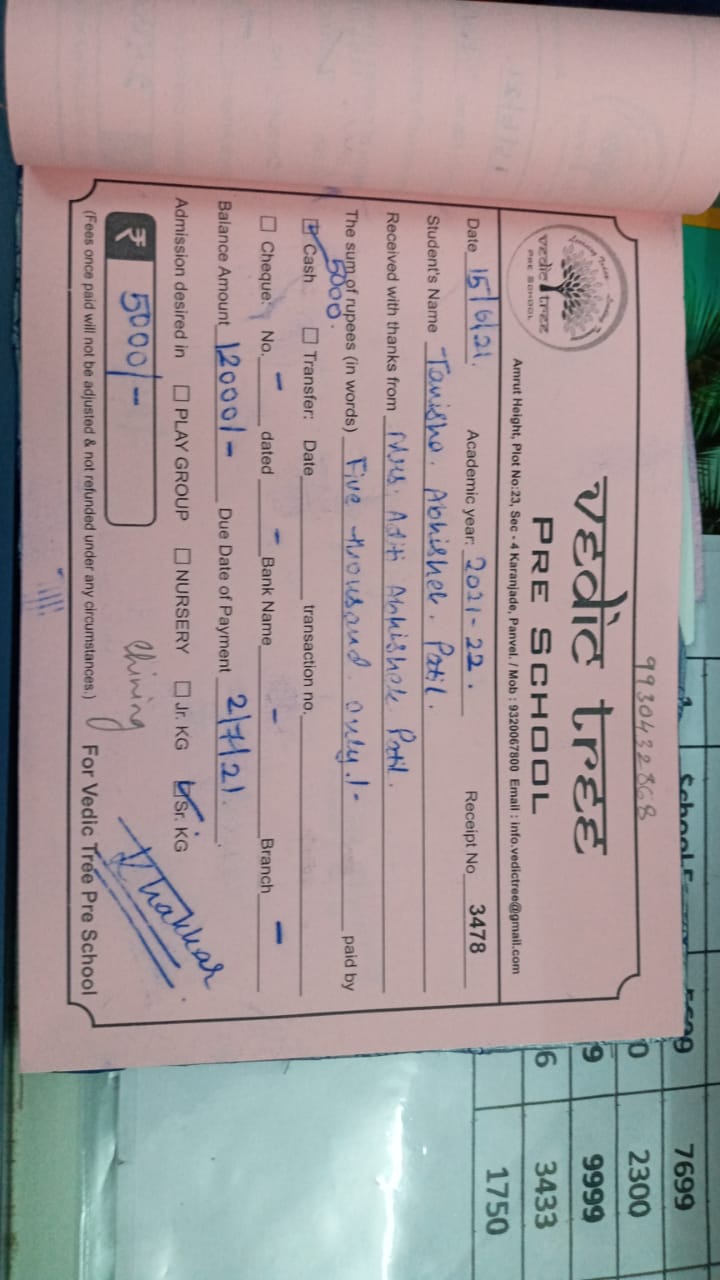 9930432868
vedic tree
PRE SCHOOL
vedic tree
PRE SCHOOL
Amrut Height, Plot No:23, Sec - 4 Karanjade, Panvel. / Mob : 9320067800 Email : info.vedictree@gmail.com
Date 15/6/21. Academic year: 2021-22. Receipt No 3478
Student's Name Tanisha. Abhishek. Patil.
Received with thanks from Mrs. Aditi Abhishek Patil.
The sum of rupees (in words) Five thousand only./- paid by
5000.
Cash Transfer: Date transaction no.
Cheque: No. - dated - Bank Name - Branch -
Balance Amount 12000/- Due Date of Payment 2/7/21.
Admission desired in PLAY GROUP NURSERY Jr. KG Sr. KG
₹ 5000/-
(Fees once paid will not be adjusted & not refunded under any circumstances.) For Vedic Tree Pre School
7699
2300
9999
3433
1750